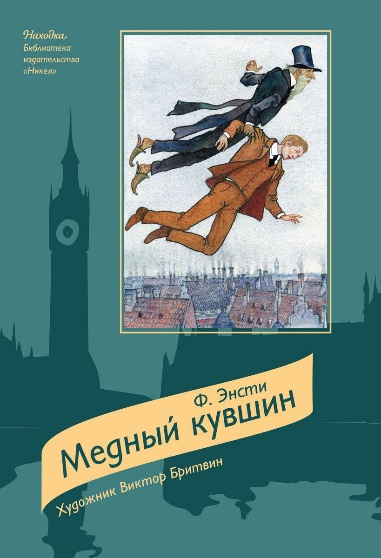 Находка
Библиотека
издательства
«Никея»
Ф. Энсти
Медный кувшин
Художник Виктор Бритвин